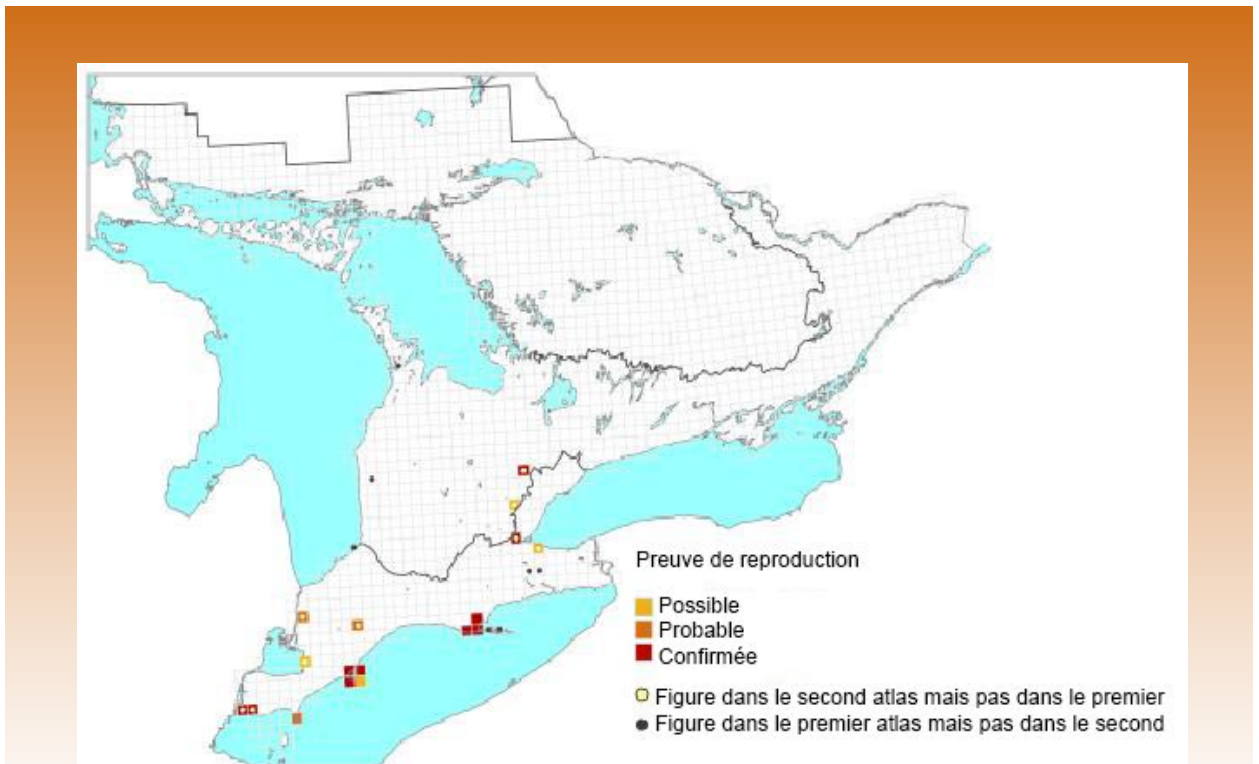 Preuve de reproduction
Possible
Probable
Confirmée
Figure dans le second atlas mais pas dans le premier
Figure dans le premier atlas mais pas dans le second